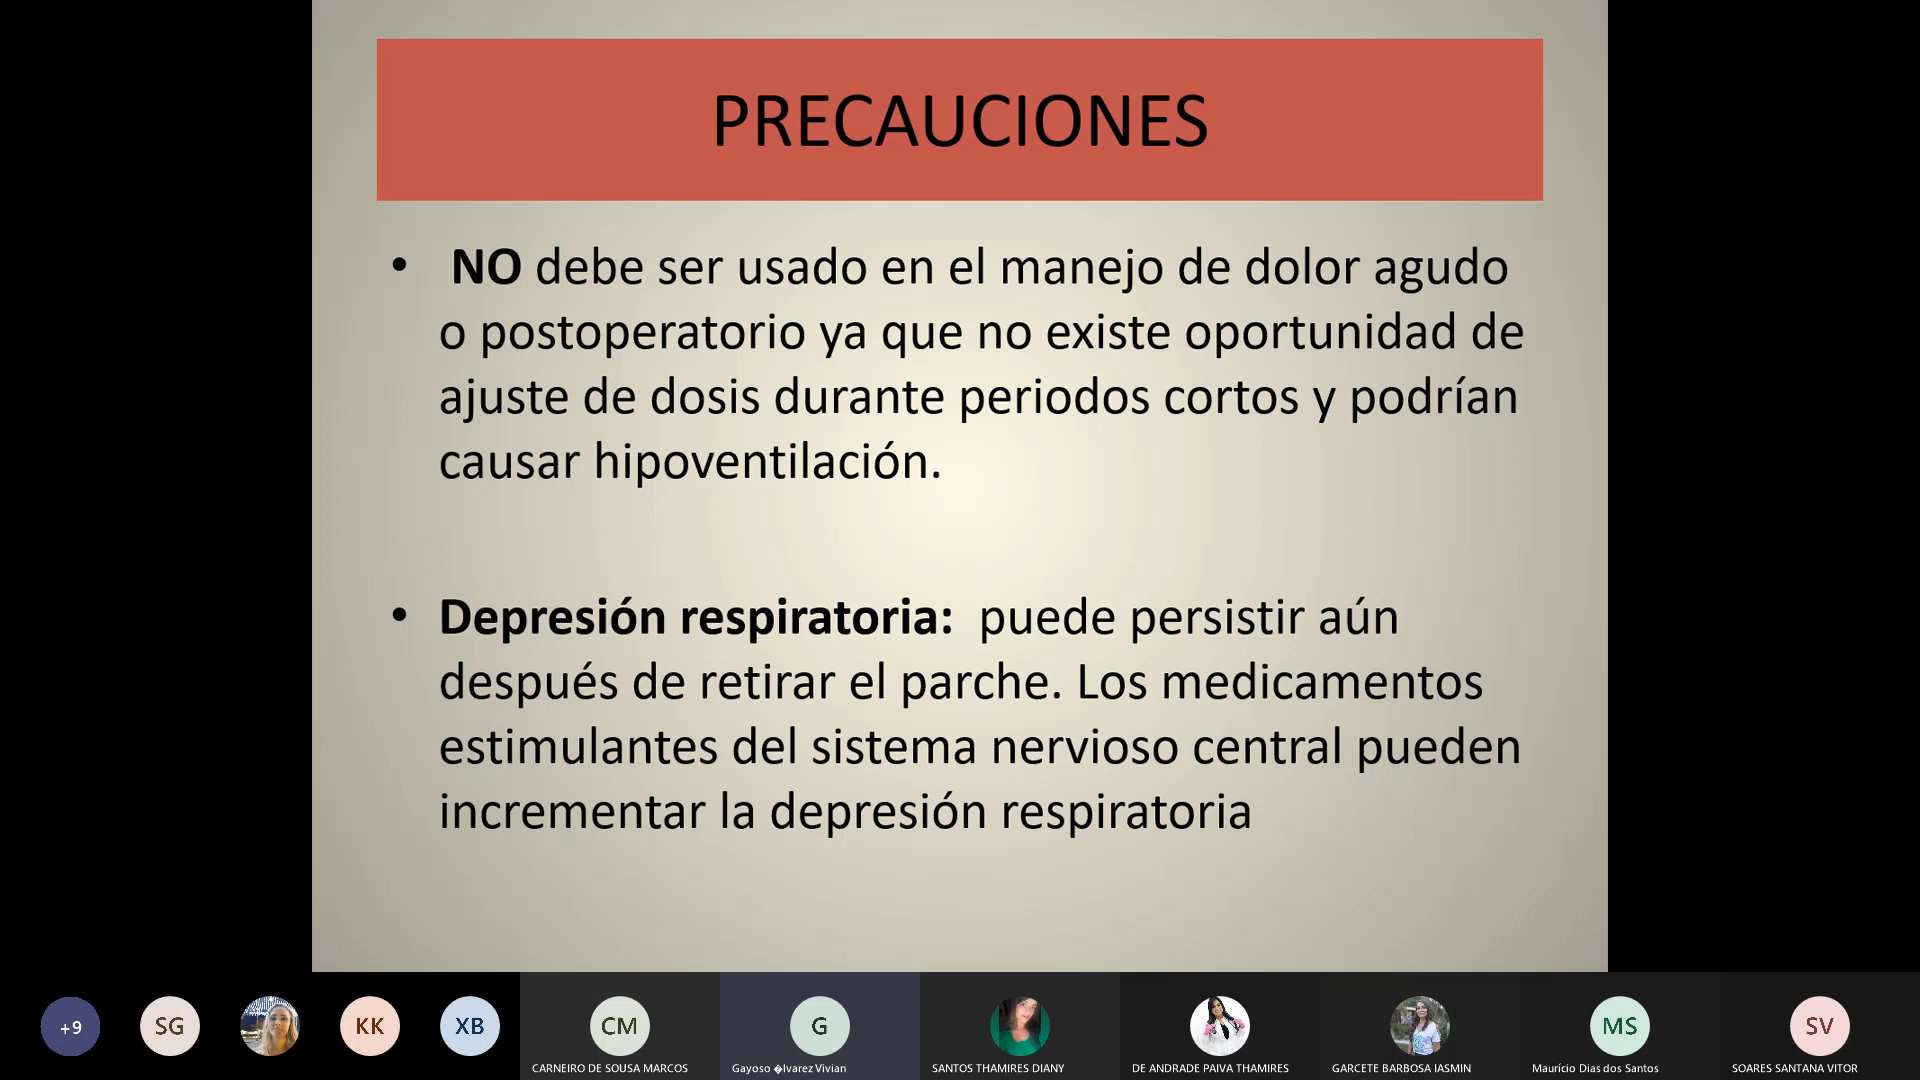 PRECAUCIONES
• NO debe ser usado en el manejo de dolor agudo
o postoperatorio ya que no existe oportunidad de
ajuste de dosis durante periodos cortos y podrían
causar hipoventilación.
• Depresión respiratoria: puede persistir aún
después de retirar el parche. Los medicamentos
estimulantes del sistema nervioso central pueden
incrementar la depresión respiratoria
+9
SG
KK
XB
CM
G
MS
SV
CARNEIRO DE SOUSA MARCOS
Gayoso �lvarez Vivian
SANTOS THAMIRES DIANY
DE ANDRADE PAIVA THAMIRES
GARCETE BARBOSA IASMIN
Maurício Dias dos Santos
SOARES SANTANA VITOR